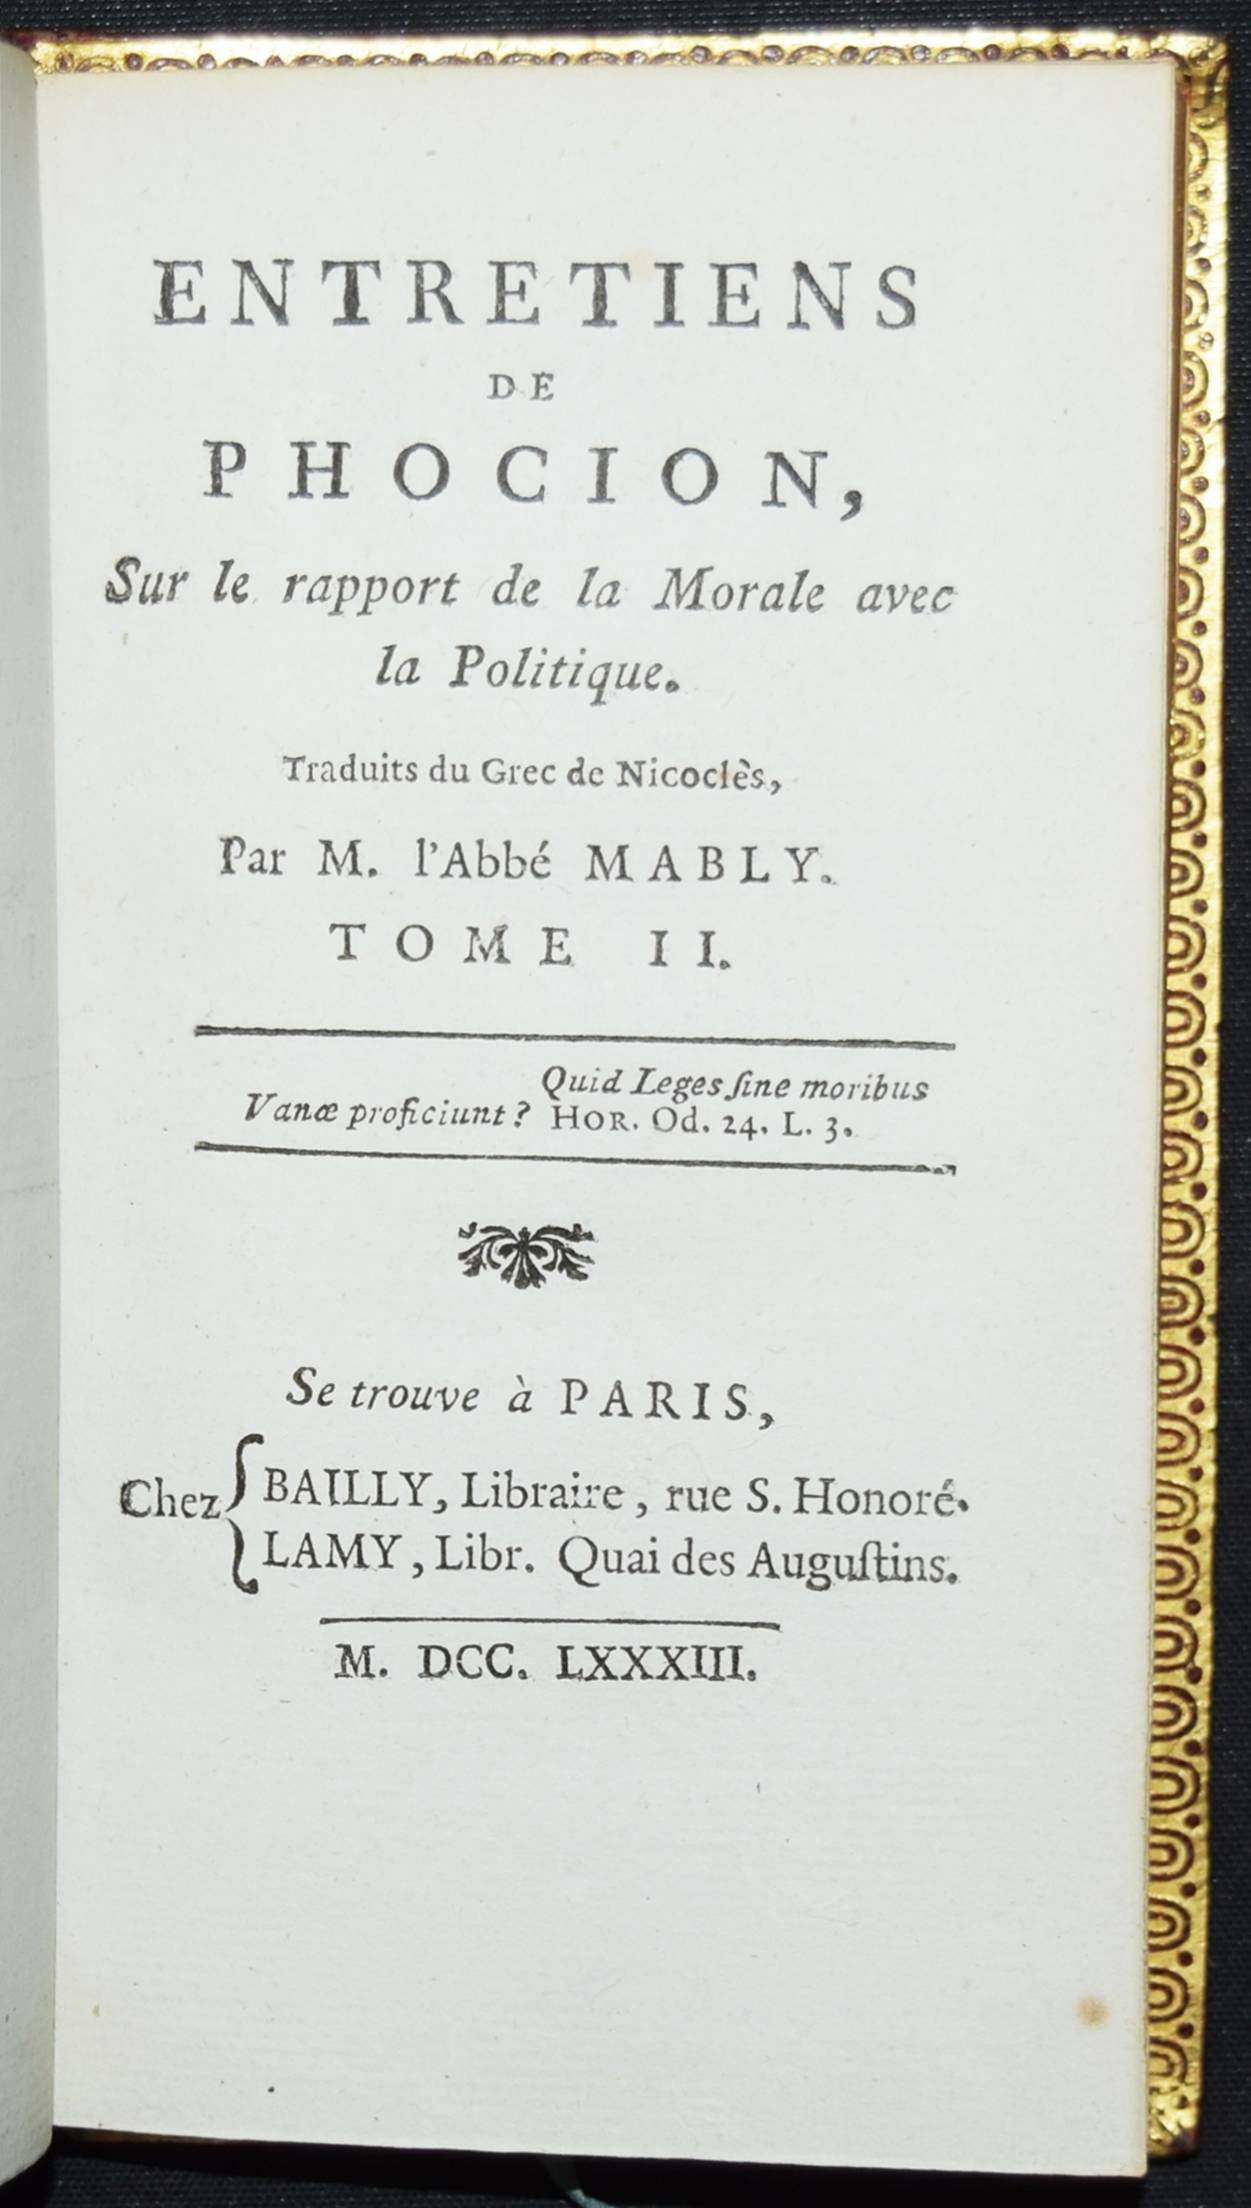 ENTRETIENS
DE
PHOCION,
Sur le rapport de la Morale avec
la Politique.
Traduits du Grec de Nicoclès,
Par M. l'Abbé MABLY.
TOME II.
Quid Leges ſine moribus
Vanæ proficiunt? HOR. Od. 24. L. 3.
Se trouve à PARIS,
Chez { BAILLY, Libraire, rue S. Honoré.
LAMY, Libr. Quai des Auguſtins.
M. DCC. LXXXIII.